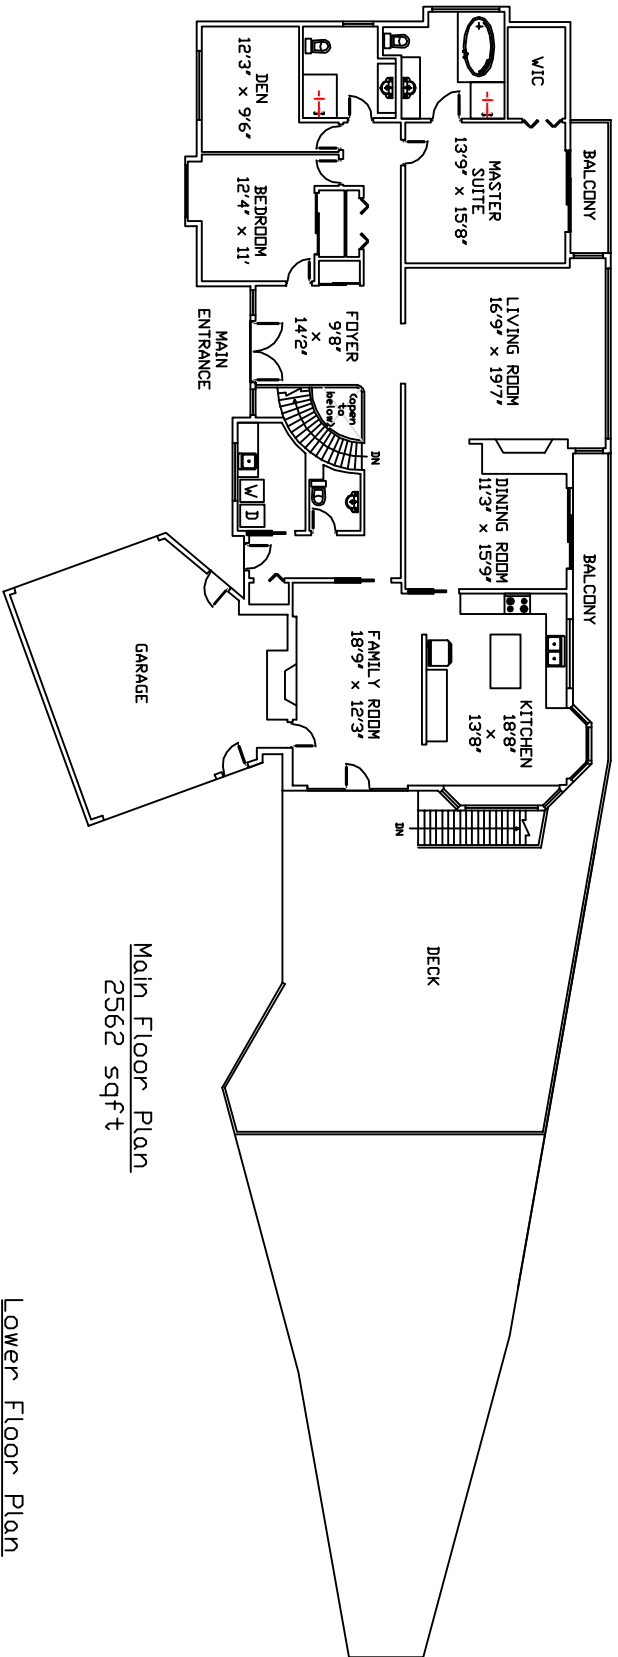 WIC
BALCONY
MASTER
SUITE
13'9" x 15'8"
DEN
12'3" x 9'6"
BEDROOM
12'4" x 11'
LIVING ROOM
16'9" x 19'7"
FOYER
9'8"
x
14'2"
MAIN
ENTRANCE
(open
to
below)
DN
W
D
DINING ROOM
11'3" x 15'9"
BALCONY
KITCHEN
18'8"
x
13'8"
FAMILY ROOM
18'9" x 12'3"
GARAGE
DN
DECK
Main Floor Plan
2562 sqft
Lower Floor Plan